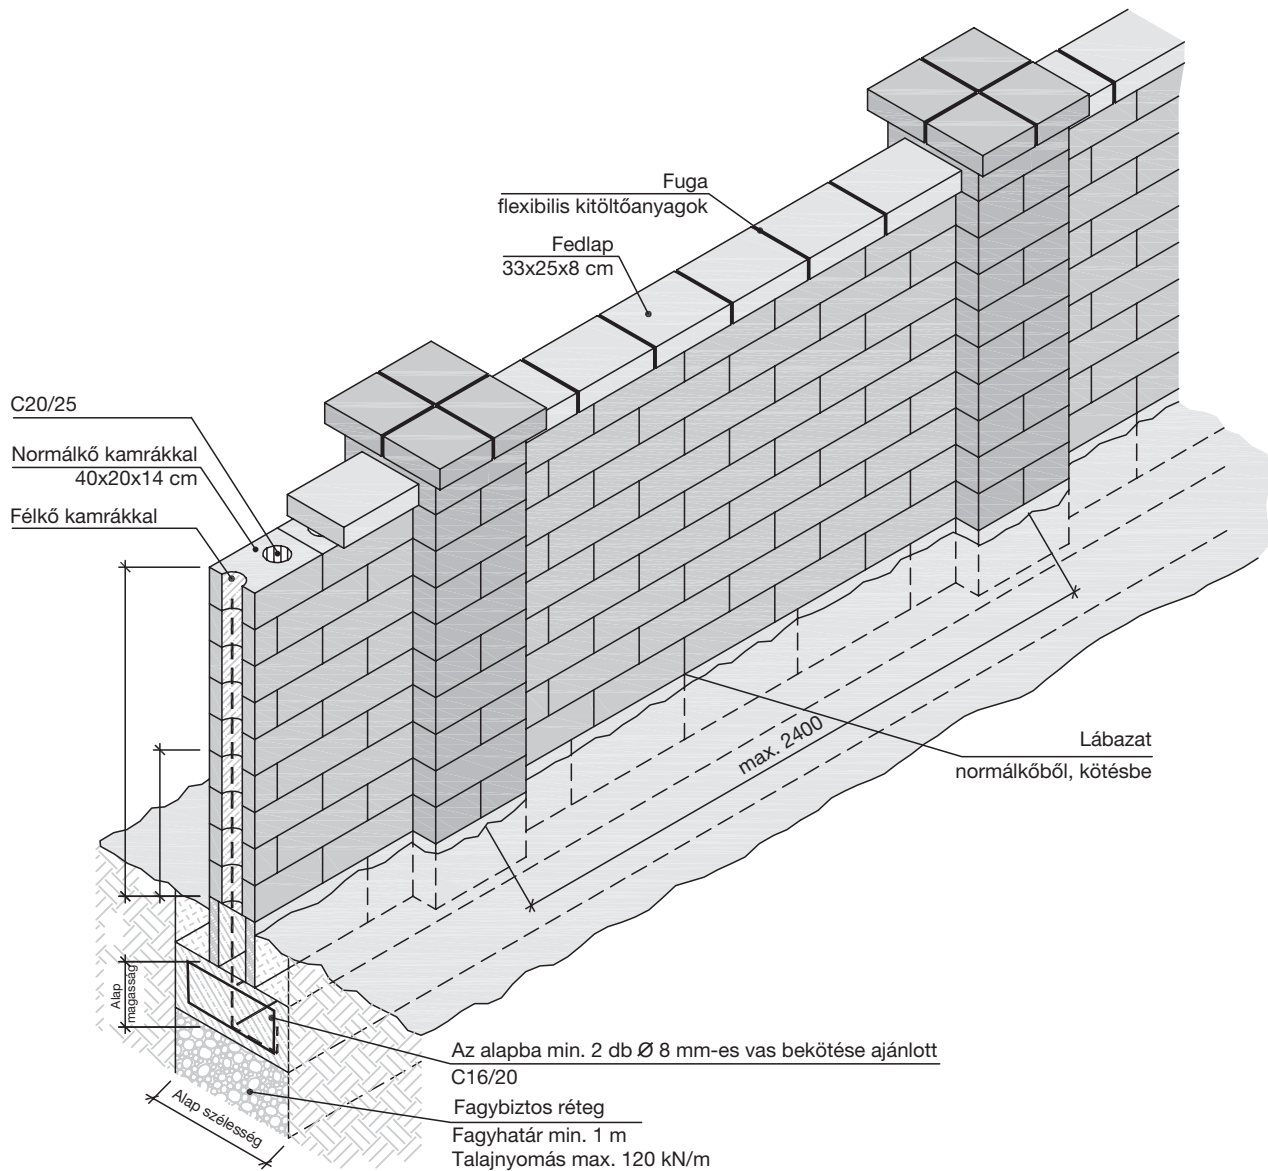 Fuga
flexibilis kitöltőanyagok
Fedlap
33x25x8 cm
C20/25
Normálkő kamrákkal
40x20x14 cm
Félkő kamrákkal
max. 2400
Lábazat
normálkőből, kötésbe
Alap
magasság
Az alapba min. 2 db Ø 8 mm-es vas bekötése ajánlott
C16/20
Alap szélesség
Fagybiztos réteg
Fagyhatár min. 1 m
Talajnyomás max. 120 kN/m